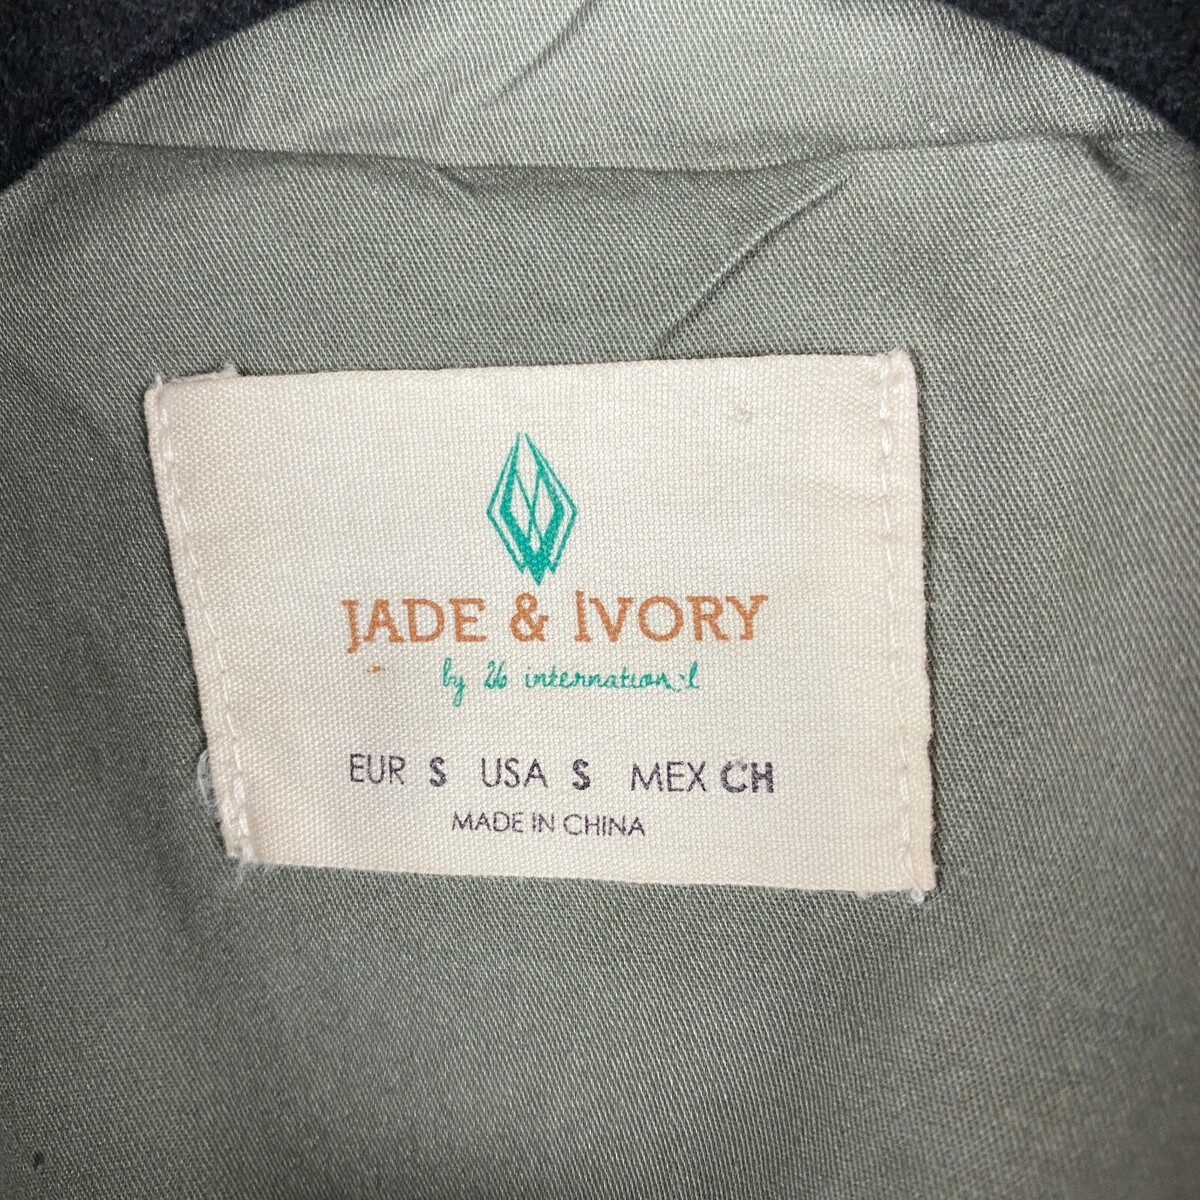 JADE & IVORY
by 26 international
EUR S USA S MEX CH
MADE IN CHINA